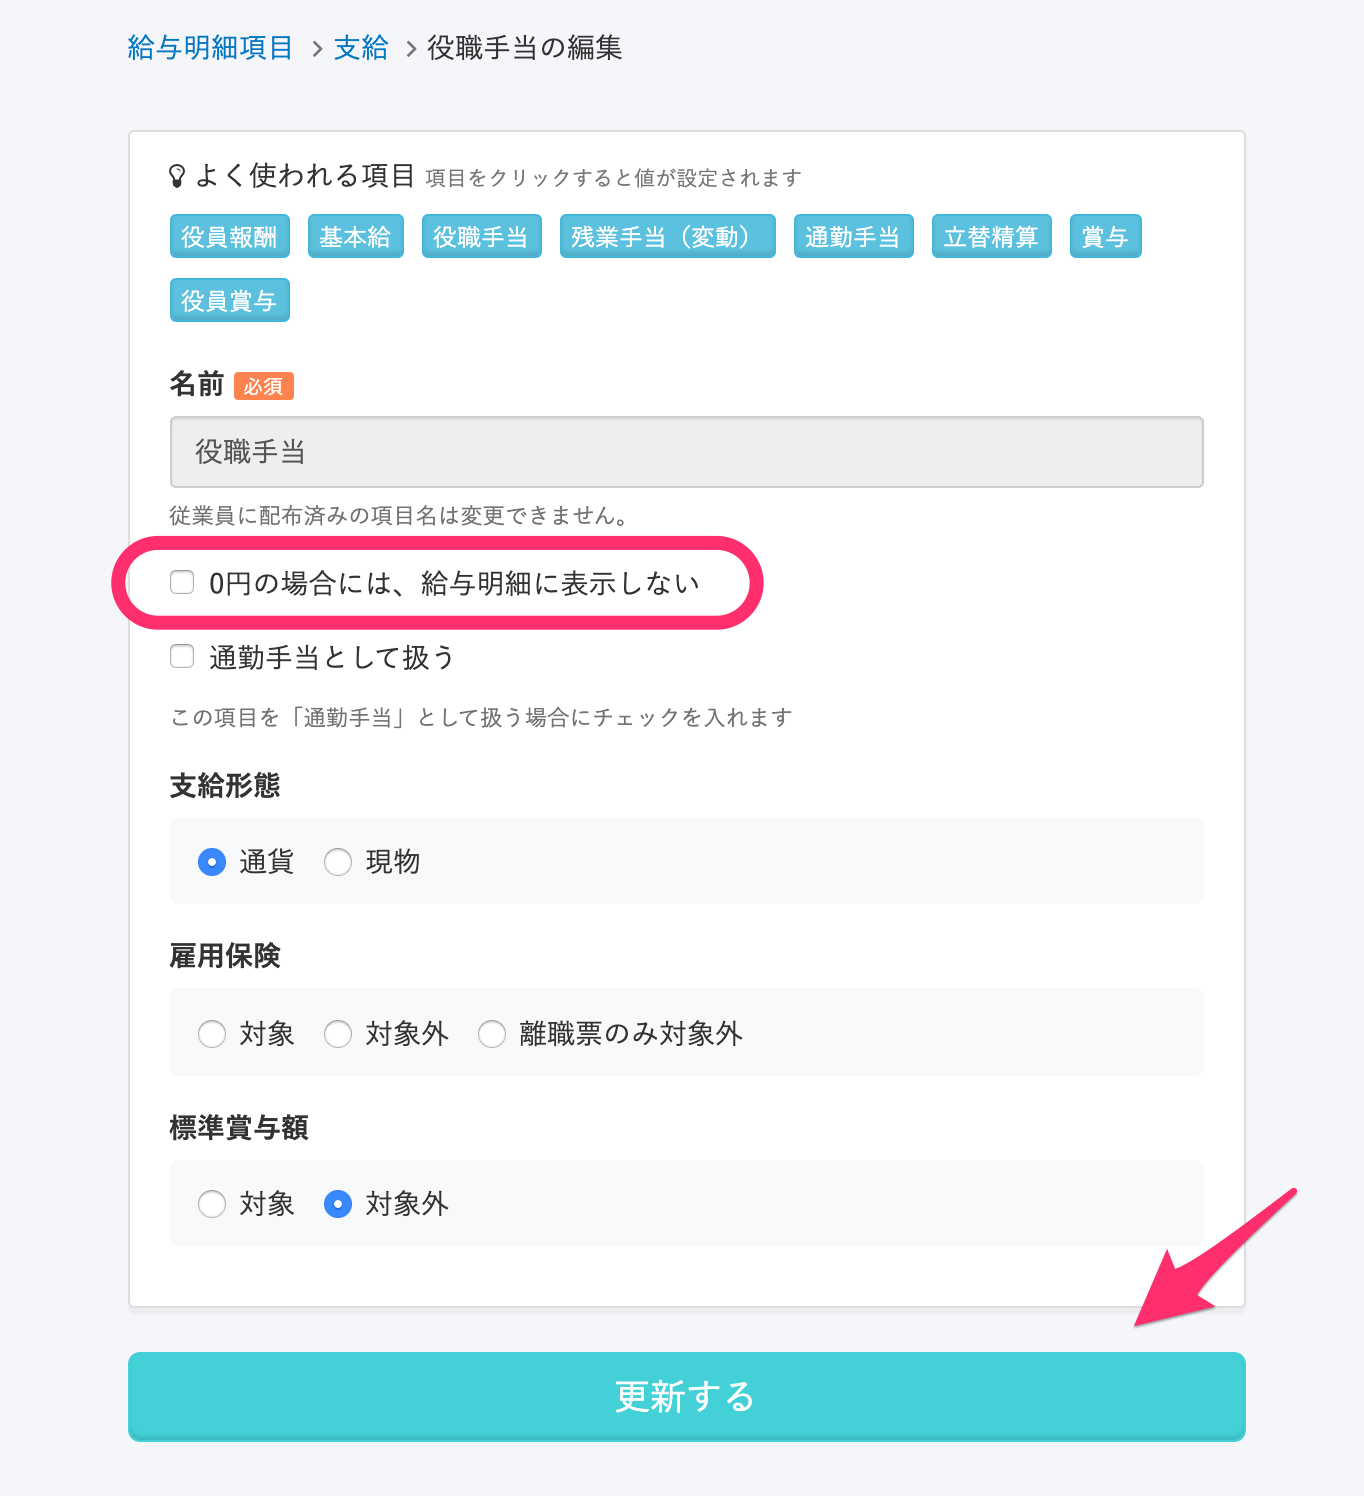 給与明細項目 > 支給 > 役職手当の編集
よく使われる項目 項目をクリックすると値が設定されます
役員報酬 基本給 役職手当 残業手当（変動） 通勤手当 立替精算 賞与
役員賞与
名前 必須
役職手当
従業員に配布済みの項目名は変更できません。
0円の場合には、給与明細に表示しない
通勤手当として扱う
この項目を「通勤手当」として扱う場合にチェックを入れます
支給形態
通貨 現物
雇用保険
対象 対象外 離職票のみ対象外
標準賞与額
対象 対象外
更新する